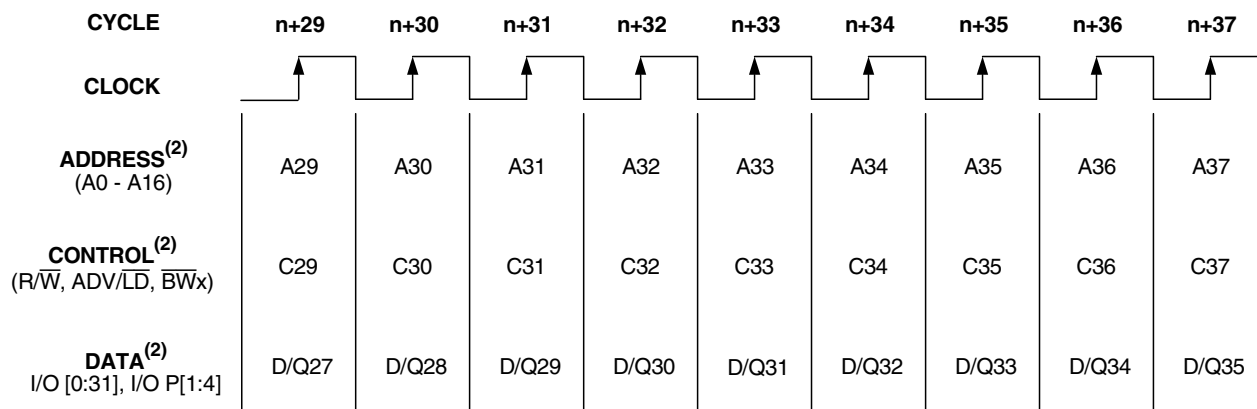 CYCLE n+29 n+30 n+31 n+32 n+33 n+34 n+35 n+36 n+37
CLOCK
ADDRESS(2) A29 A30 A31 A32 A33 A34 A35 A36 A37
(A0 - A16)
CONTROL(2) C29 C30 C31 C32 C33 C34 C35 C36 C37
(R/W̅, ADV/L̅D̅, B̅W̅x)
DATA(2) D/Q27 D/Q28 D/Q29 D/Q30 D/Q31 D/Q32 D/Q33 D/Q34 D/Q35
I/O [0:31], I/O P[1:4]